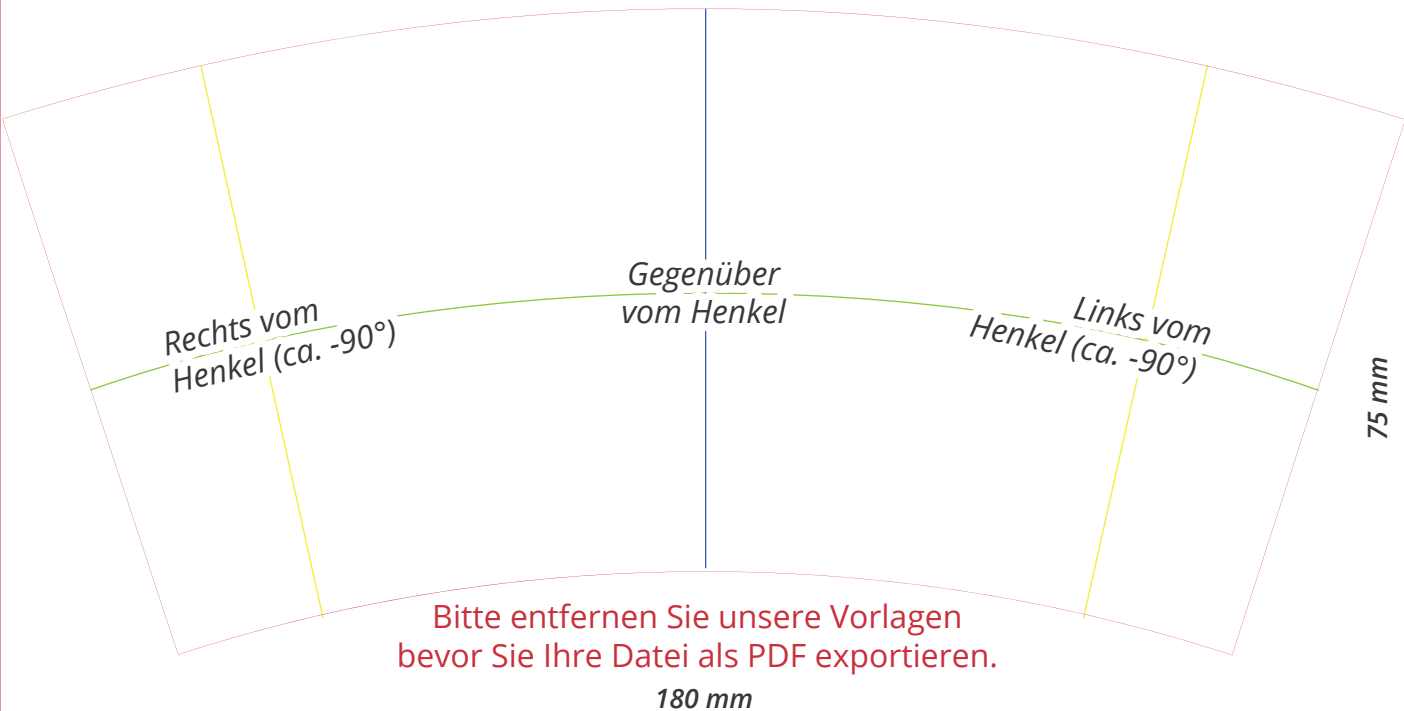 Gegenüber
vom Henkel
Rechts vom
Henkel (ca. -90°)
Links vom
Henkel (ca. -90°)
75 mm
Bitte entfernen Sie unsere Vorlagen
bevor Sie Ihre Datei als PDF exportieren.
180 mm